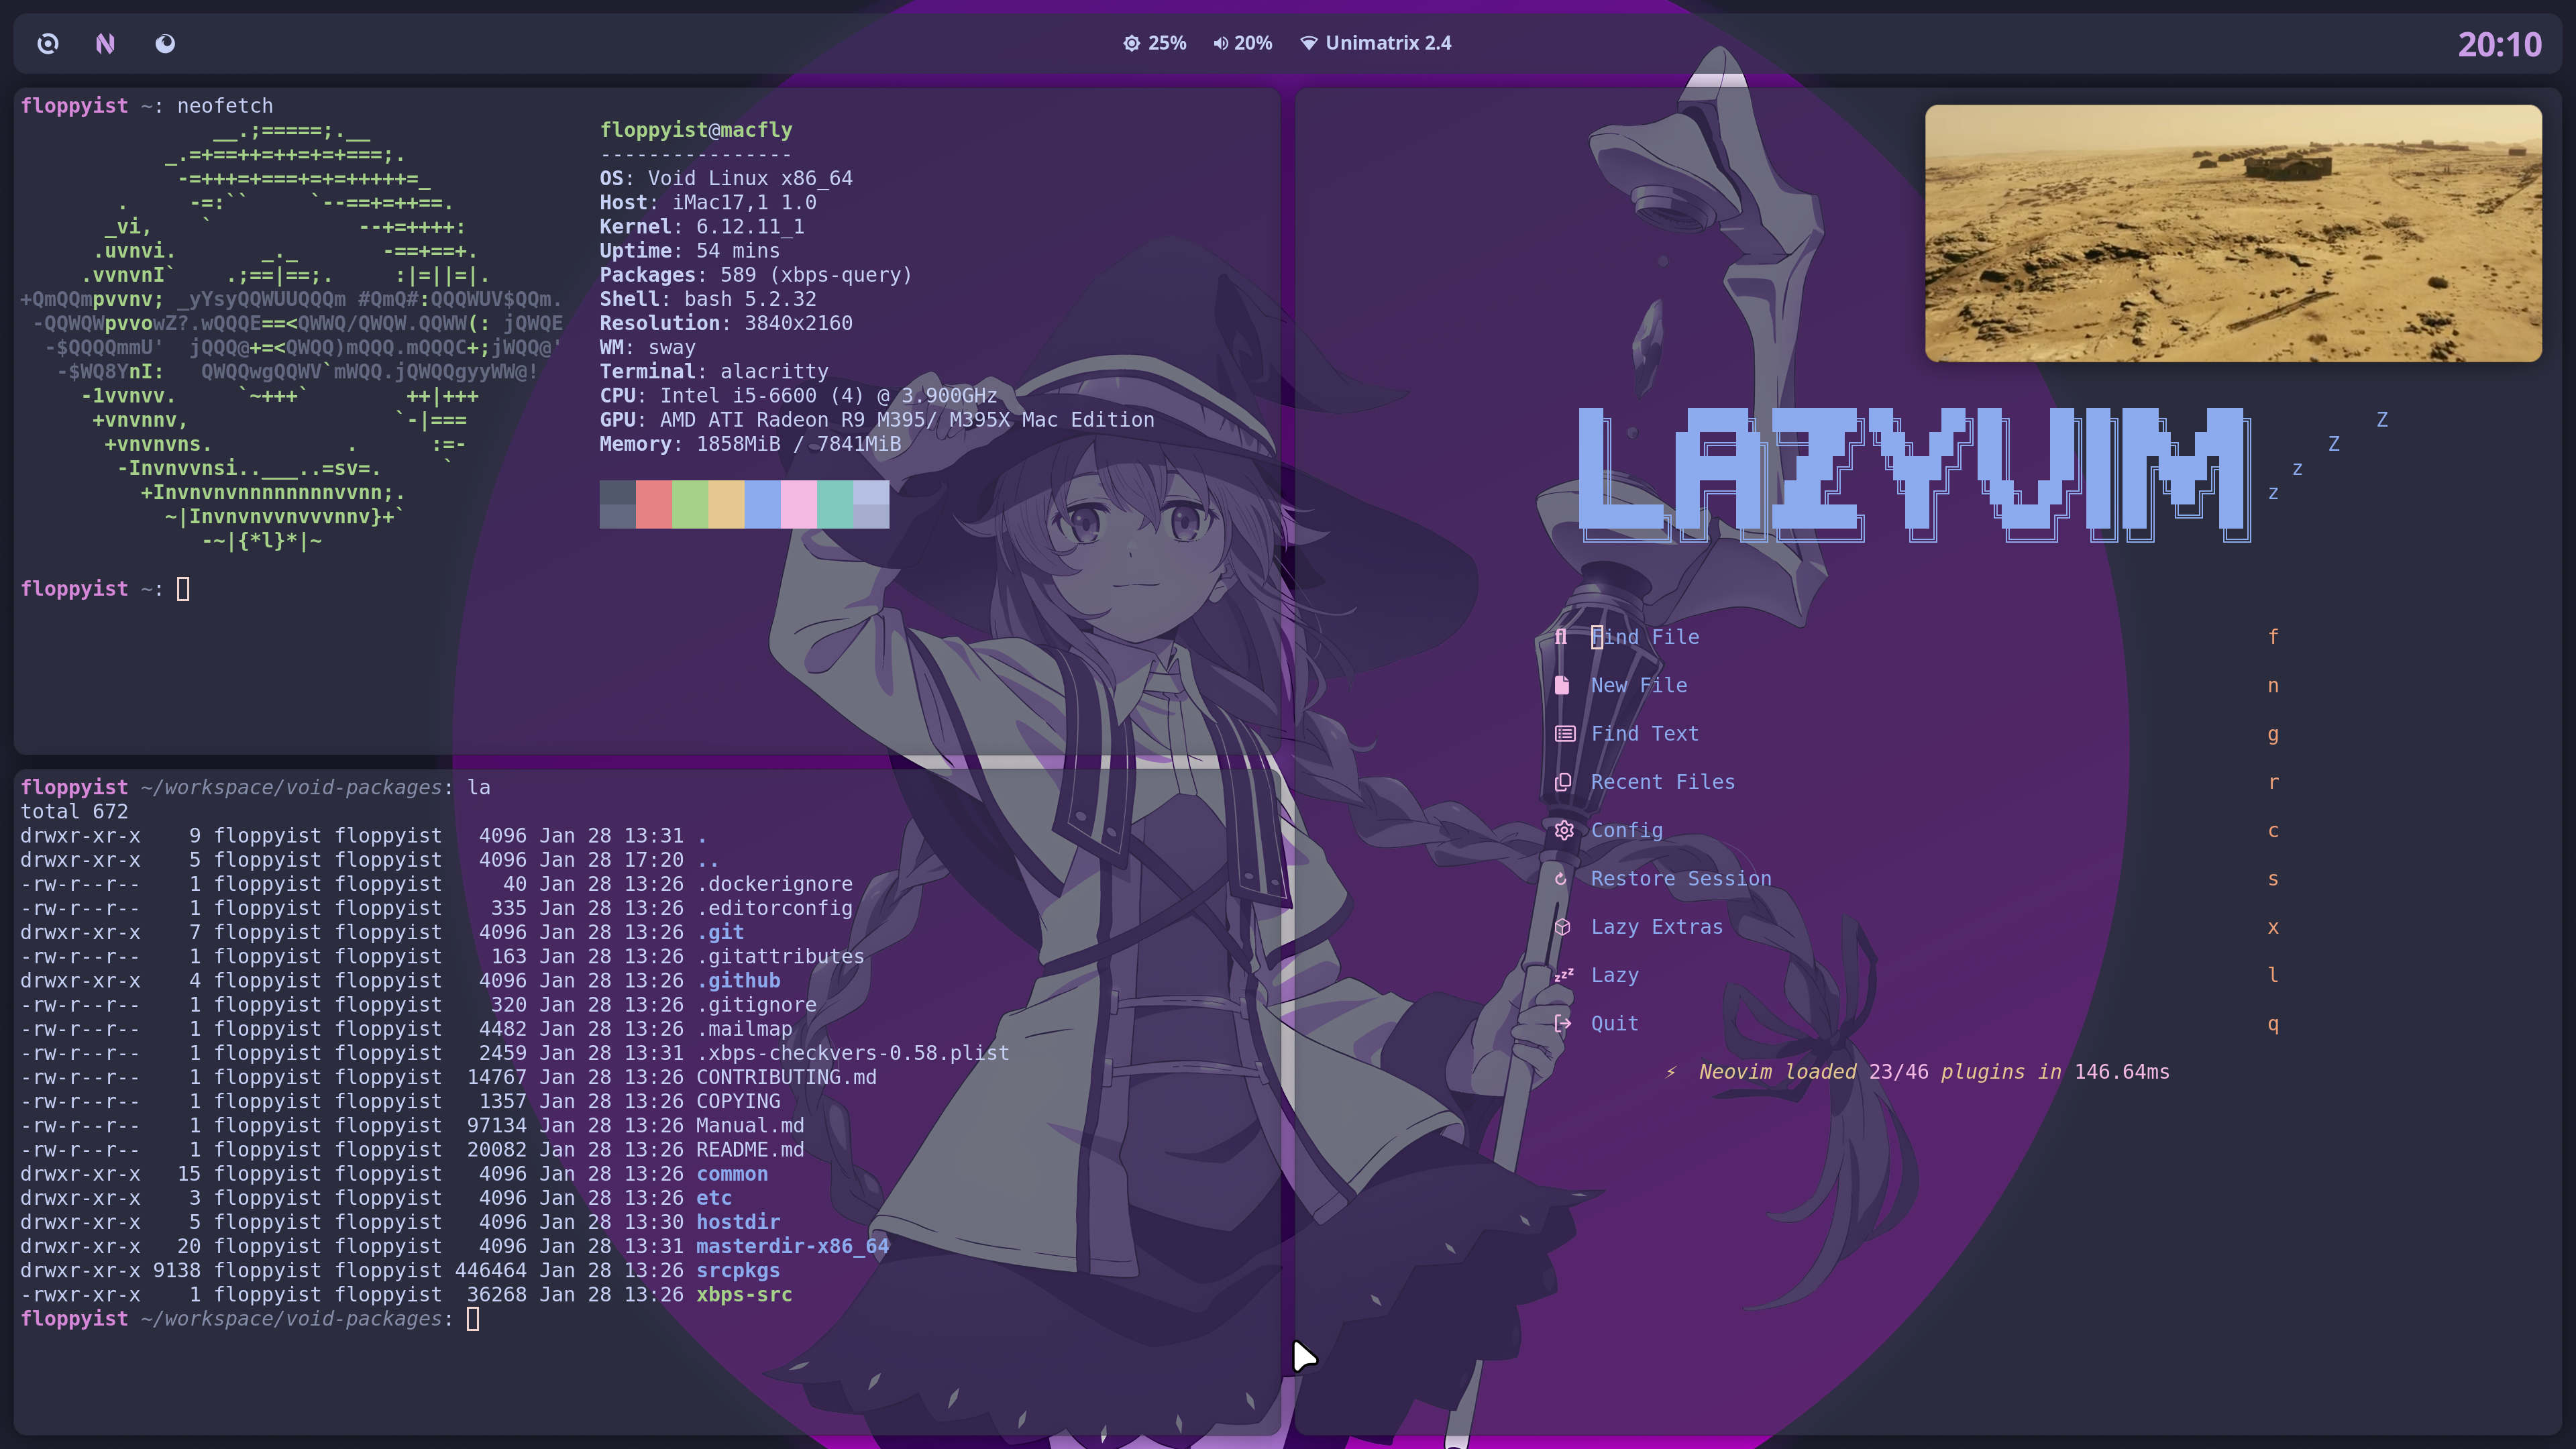 25% 20% Unimatrix 2.4 20:10
floppyist ~: neofetch
__.;=====;.__
_.=+==++=++=+=+===;.
-=+++=+===+=+=+++++=_
. -=:`` `--==+=++==.
_vi, ` --+=++++:
.uvnvi. _._ -==+==+.
.vvnvnI` .;==|==;. :|=||=|.
+QmQQmpvvnv; _yYsyQQWUUQQQm #QmQ#:QQQWUV$QQm.
-QQWQWpvvowZ?.wQQQE==<QWWQ/QWQW.QQWW(: jQWQE
-$QQQQmmU' jQQQ@+=<QWQQ)mQQQ.mQQQC+;jWQQ@'
-$WQ8YnI: QWQQwgQQWV`mWQQ.jQWQQgyyWW@!
-1vvnvv. `~+++` ++|+++
+vnvnnv, `-|===
+vnvnvns. . :=-
-Invnvvnsi..___..=sv=. `
+Invnvnvnnnnnnnnvvnn;.
~|Invnvnvvnvvvnnv}+`
-~|{*l}*|~
floppyist@macfly
----------------
OS: Void Linux x86_64
Host: iMac17,1 1.0
Kernel: 6.12.11_1
Uptime: 54 mins
Packages: 589 (xbps-query)
Shell: bash 5.2.32
Resolution: 3840x2160
WM: sway
Terminal: alacritty
CPU: Intel i5-6600 (4) @ 3.900GHz
GPU: AMD ATI Radeon R9 M395/ M395X Mac Edition
Memory: 1858MiB / 7841MiB
floppyist ~:
floppyist ~/workspace/void-packages: la
total 672
drwxr-xr-x 9 floppyist floppyist 4096 Jan 28 13:31 .
drwxr-xr-x 5 floppyist floppyist 4096 Jan 28 17:20 ..
-rw-r--r-- 1 floppyist floppyist 40 Jan 28 13:26 .dockerignore
-rw-r--r-- 1 floppyist floppyist 335 Jan 28 13:26 .editorconfig
drwxr-xr-x 7 floppyist floppyist 4096 Jan 28 13:26 .git
-rw-r--r-- 1 floppyist floppyist 163 Jan 28 13:26 .gitattributes
drwxr-xr-x 4 floppyist floppyist 4096 Jan 28 13:26 .github
-rw-r--r-- 1 floppyist floppyist 320 Jan 28 13:26 .gitignore
-rw-r--r-- 1 floppyist floppyist 4482 Jan 28 13:26 .mailmap
-rw-r--r-- 1 floppyist floppyist 2459 Jan 28 13:31 .xbps-checkvers-0.58.plist
-rw-r--r-- 1 floppyist floppyist 14767 Jan 28 13:26 CONTRIBUTING.md
-rw-r--r-- 1 floppyist floppyist 1357 Jan 28 13:26 COPYING
-rw-r--r-- 1 floppyist floppyist 97134 Jan 28 13:26 Manual.md
-rw-r--r-- 1 floppyist floppyist 20082 Jan 28 13:26 README.md
drwxr-xr-x 15 floppyist floppyist 4096 Jan 28 13:26 common
drwxr-xr-x 3 floppyist floppyist 4096 Jan 28 13:26 etc
drwxr-xr-x 5 floppyist floppyist 4096 Jan 28 13:30 hostdir
drwxr-xr-x 20 floppyist floppyist 4096 Jan 28 13:31 masterdir-x86_64
drwxr-xr-x 9138 floppyist floppyist 446464 Jan 28 13:26 srcpkgs
-rwxr-xr-x 1 floppyist floppyist 36268 Jan 28 13:26 xbps-src
floppyist ~/workspace/void-packages:
LAZYVIM z z Z Z
Find File f
New File n
Find Text g
Recent Files r
Config c
Restore Session s
Lazy Extras x
Lazy l
Quit q
⚡ Neovim loaded 23/46 plugins in 146.64ms